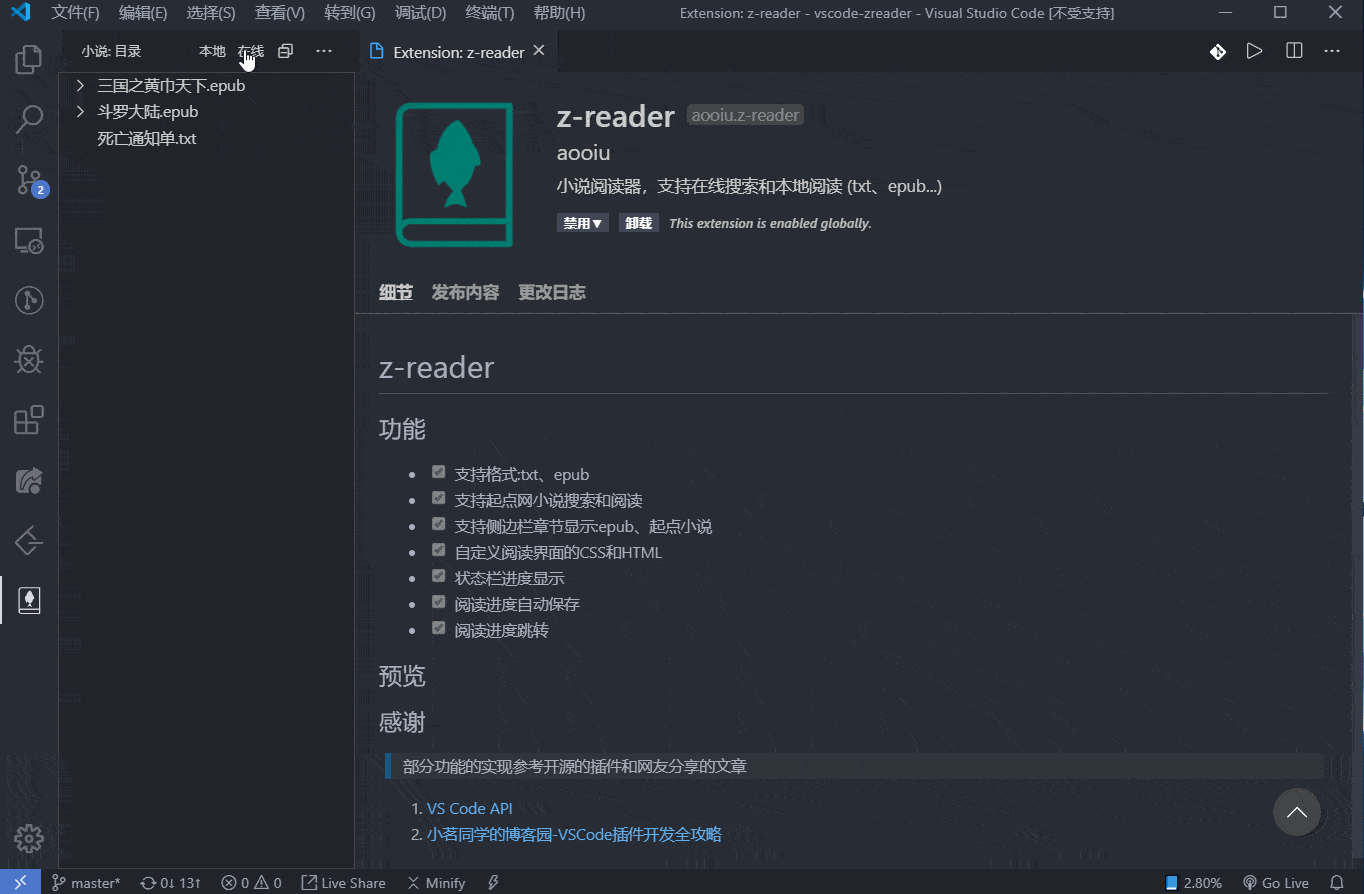 文件(F) 编辑(E) 选择(S) 查看(V) 转到(G) 调试(D) 终端(T) 帮助(H) Extension: z-reader - vscode-zreader - Visual Studio Code [不受支持]
小说: 目录 本地 在线 ···
Extension: z-reader
三国之黄巾天下.epub
斗罗大陆.epub
死亡通知单.txt
2
z-reader aooiu.z-reader
aooiu
小说阅读器，支持在线搜索和本地阅读 (txt、epub...)
禁用▼ 卸载 This extension is enabled globally.
细节 发布内容 更改日志
z-reader
功能
支持格式:txt、epub
支持起点网小说搜索和阅读
支持侧边栏章节显示:epub、起点小说
自定义阅读界面的CSS和HTML
状态栏进度显示
阅读进度自动保存
阅读进度跳转
预览
感谢
部分功能的实现参考开源的插件和网友分享的文章
1. VS Code API
2. 小茗同学的博客园-VSCode插件开发全攻略
master* 0↓ 13↑ 0 0 Live Share Minify 2.80% Go Live